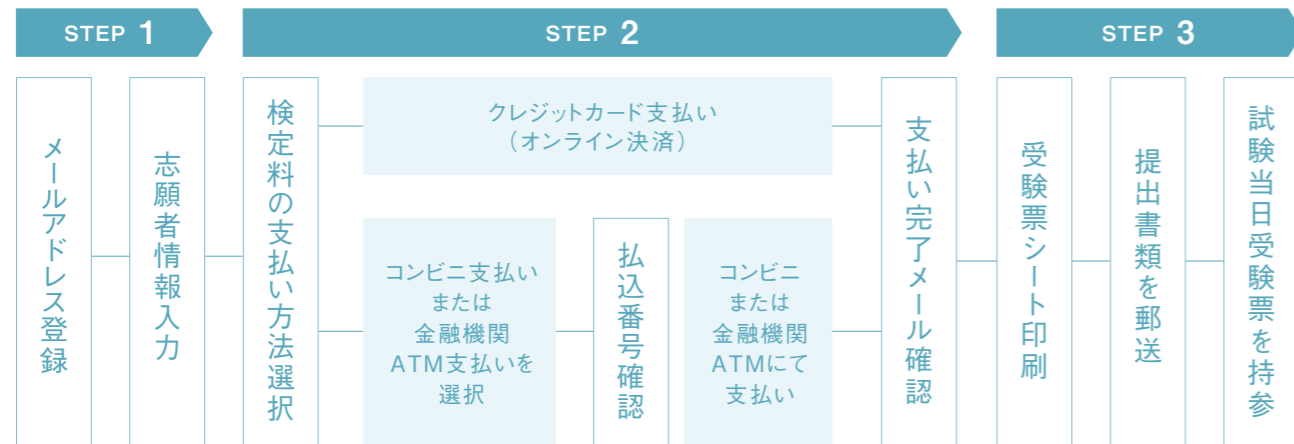 STEP 1
STEP 2
STEP 3
メールアドレス登録
志願者情報入力
検定料の支払い方法選択
クレジットカード支払い
（オンライン決済）
コンビニ支払い
または
金融機関
ATM支払いを
選択
払込番号確認
コンビニ
または
金融機関
ATMにて
支払い
支払い完了メール確認
受験票シート印刷
提出書類を郵送
試験当日受験票を持参